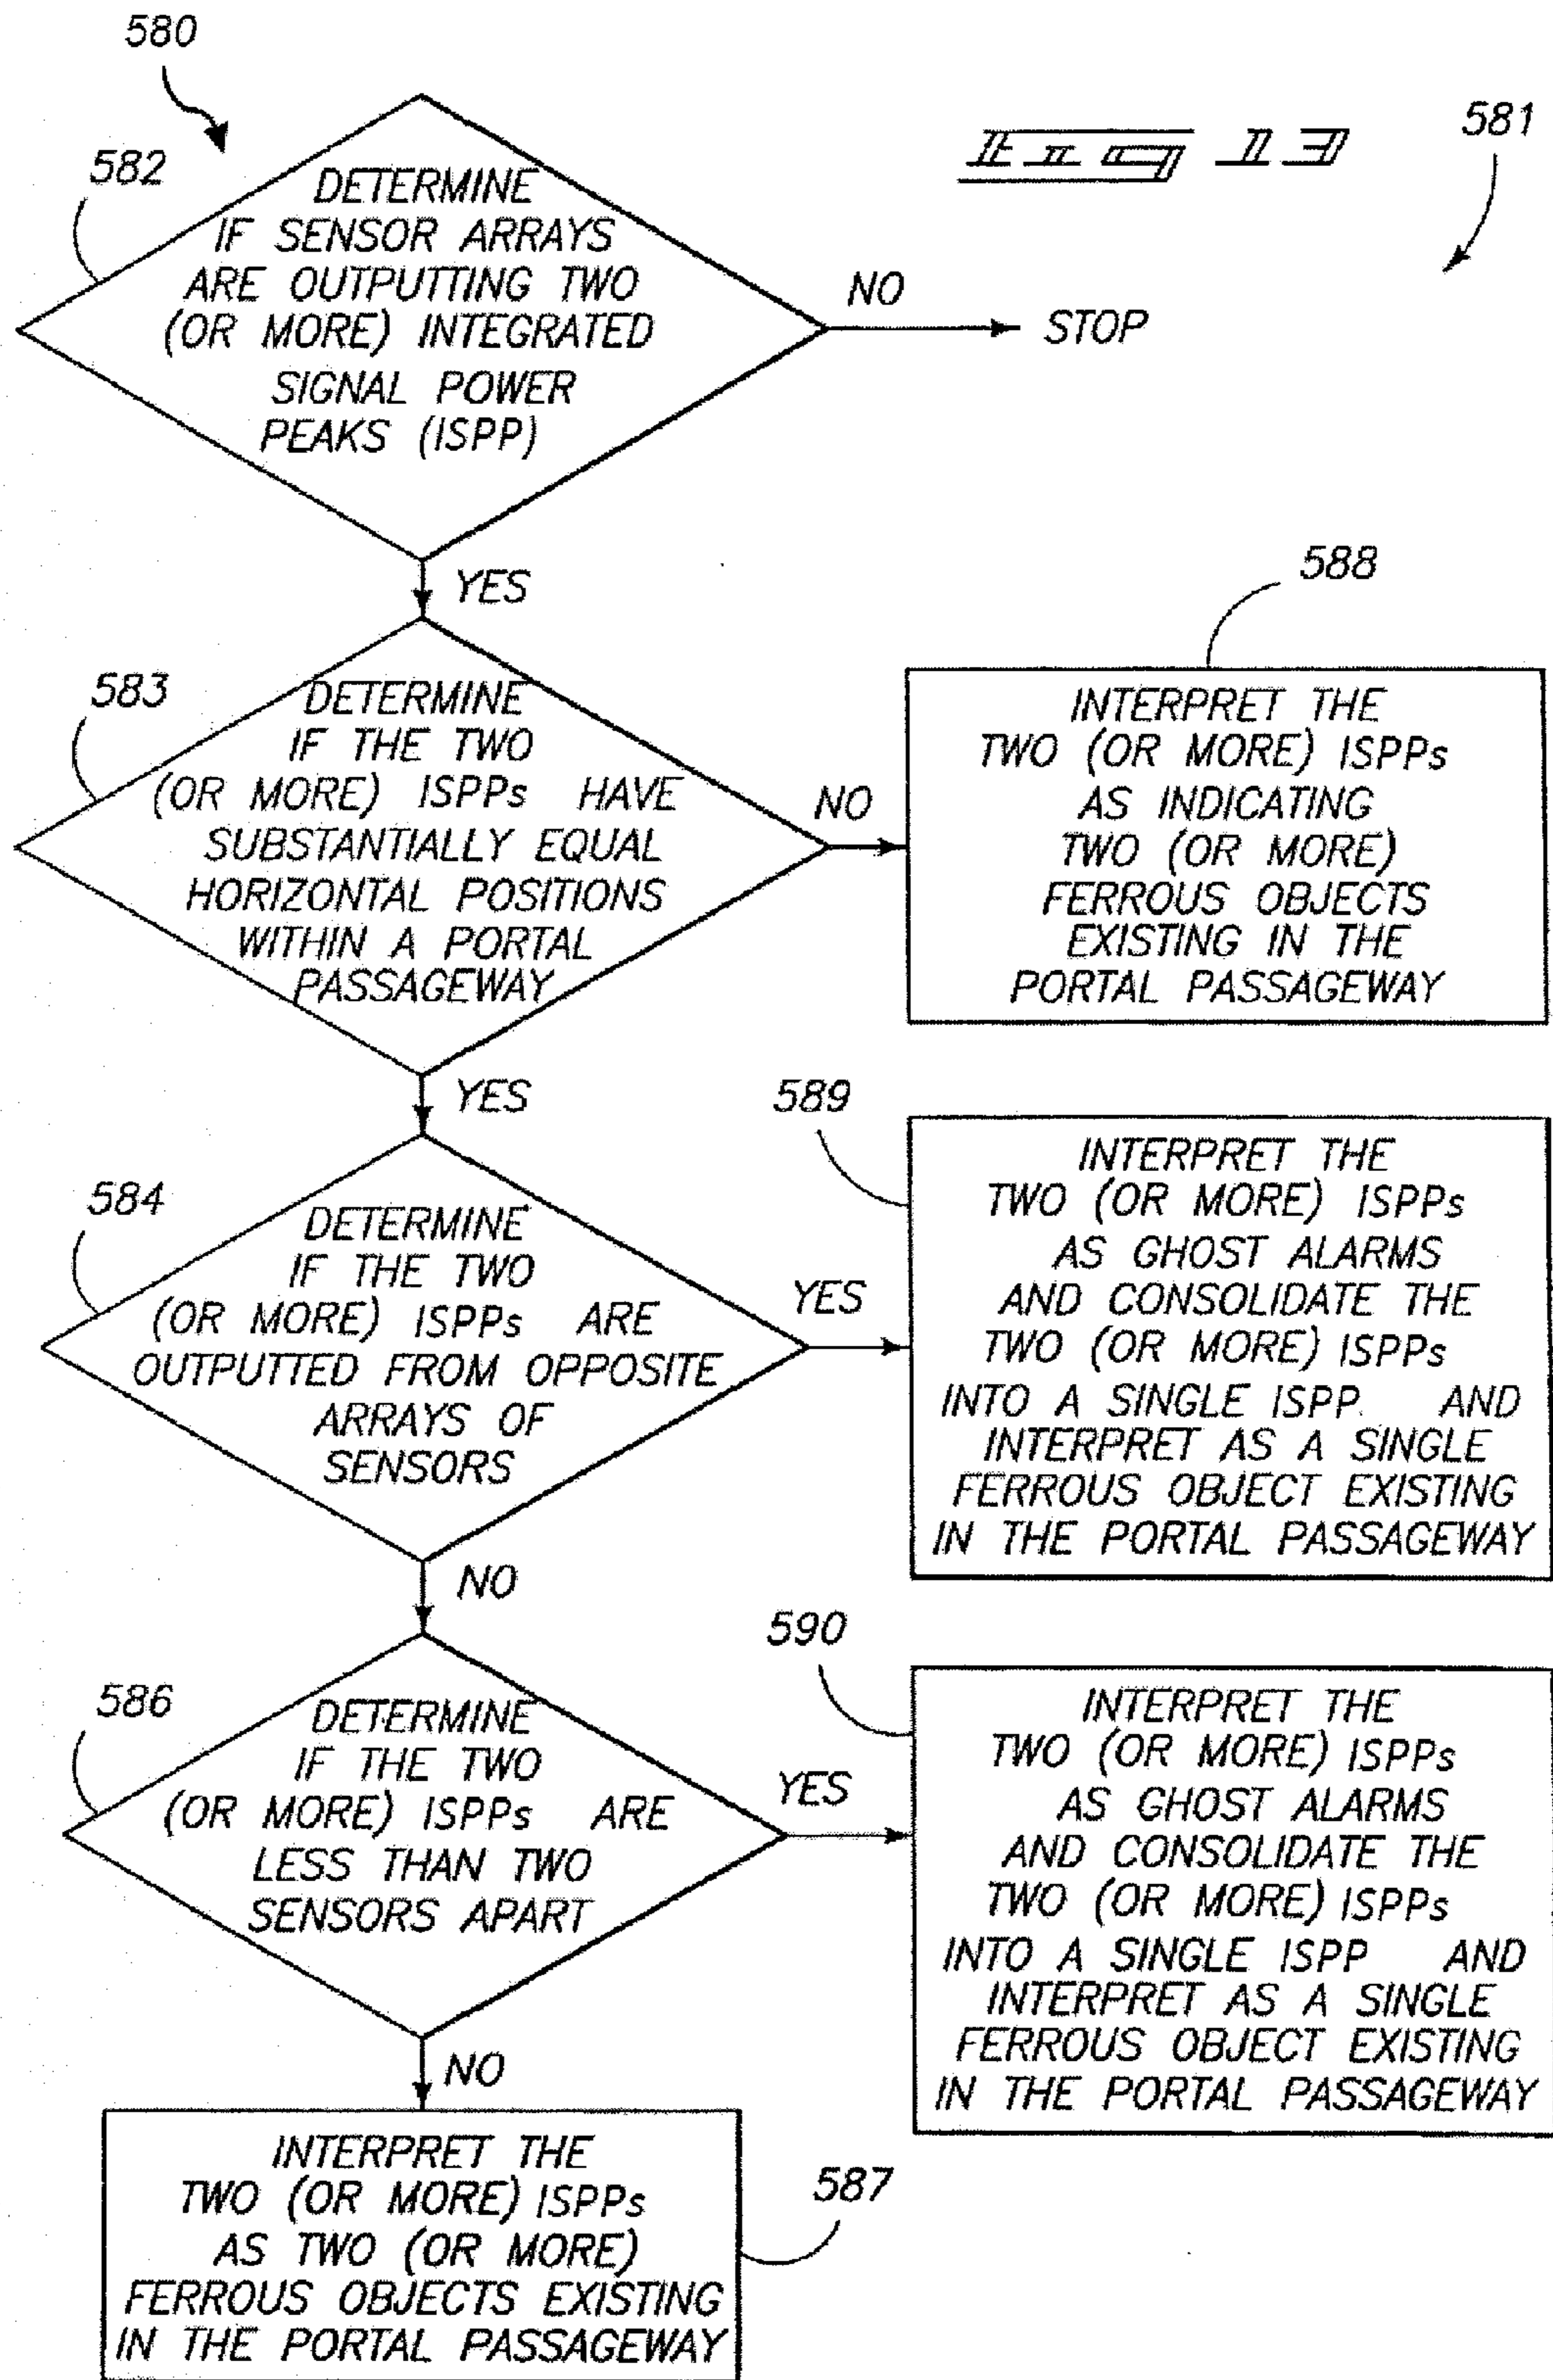 580
Fig 13
581
582
DETERMINE
IF SENSOR ARRAYS
ARE OUTPUTTING TWO
(OR MORE) INTEGRATED
SIGNAL POWER
PEAKS (ISPP)
NO
STOP
YES
583
DETERMINE
IF THE TWO
(OR MORE) ISPPs HAVE
SUBSTANTIALLY EQUAL
HORIZONTAL POSITIONS
WITHIN A PORTAL
PASSAGEWAY
NO
588
INTERPRET THE
TWO (OR MORE) ISPPs
AS INDICATING
TWO (OR MORE)
FERROUS OBJECTS
EXISTING IN THE
PORTAL PASSAGEWAY
YES
584
DETERMINE
IF THE TWO
(OR MORE) ISPPs ARE
OUTPUTTED FROM OPPOSITE
ARRAYS OF
SENSORS
YES
589
INTERPRET THE
TWO (OR MORE) ISPPs
AS GHOST ALARMS
AND CONSOLIDATE THE
TWO (OR MORE) ISPPs
INTO A SINGLE ISPP. AND
INTERPRET AS A SINGLE
FERROUS OBJECT EXISTING
IN THE PORTAL PASSAGEWAY
NO
586
DETERMINE
IF THE TWO
(OR MORE) ISPPs ARE
LESS THAN TWO
SENSORS APART
YES
590
INTERPRET THE
TWO (OR MORE) ISPPs
AS GHOST ALARMS
AND CONSOLIDATE THE
TWO (OR MORE) ISPPs
INTO A SINGLE ISPP AND
INTERPRET AS A SINGLE
FERROUS OBJECT EXISTING
IN THE PORTAL PASSAGEWAY
NO
INTERPRET THE
TWO (OR MORE) ISPPs
AS TWO (OR MORE)
FERROUS OBJECTS EXISTING
IN THE PORTAL PASSAGEWAY
587